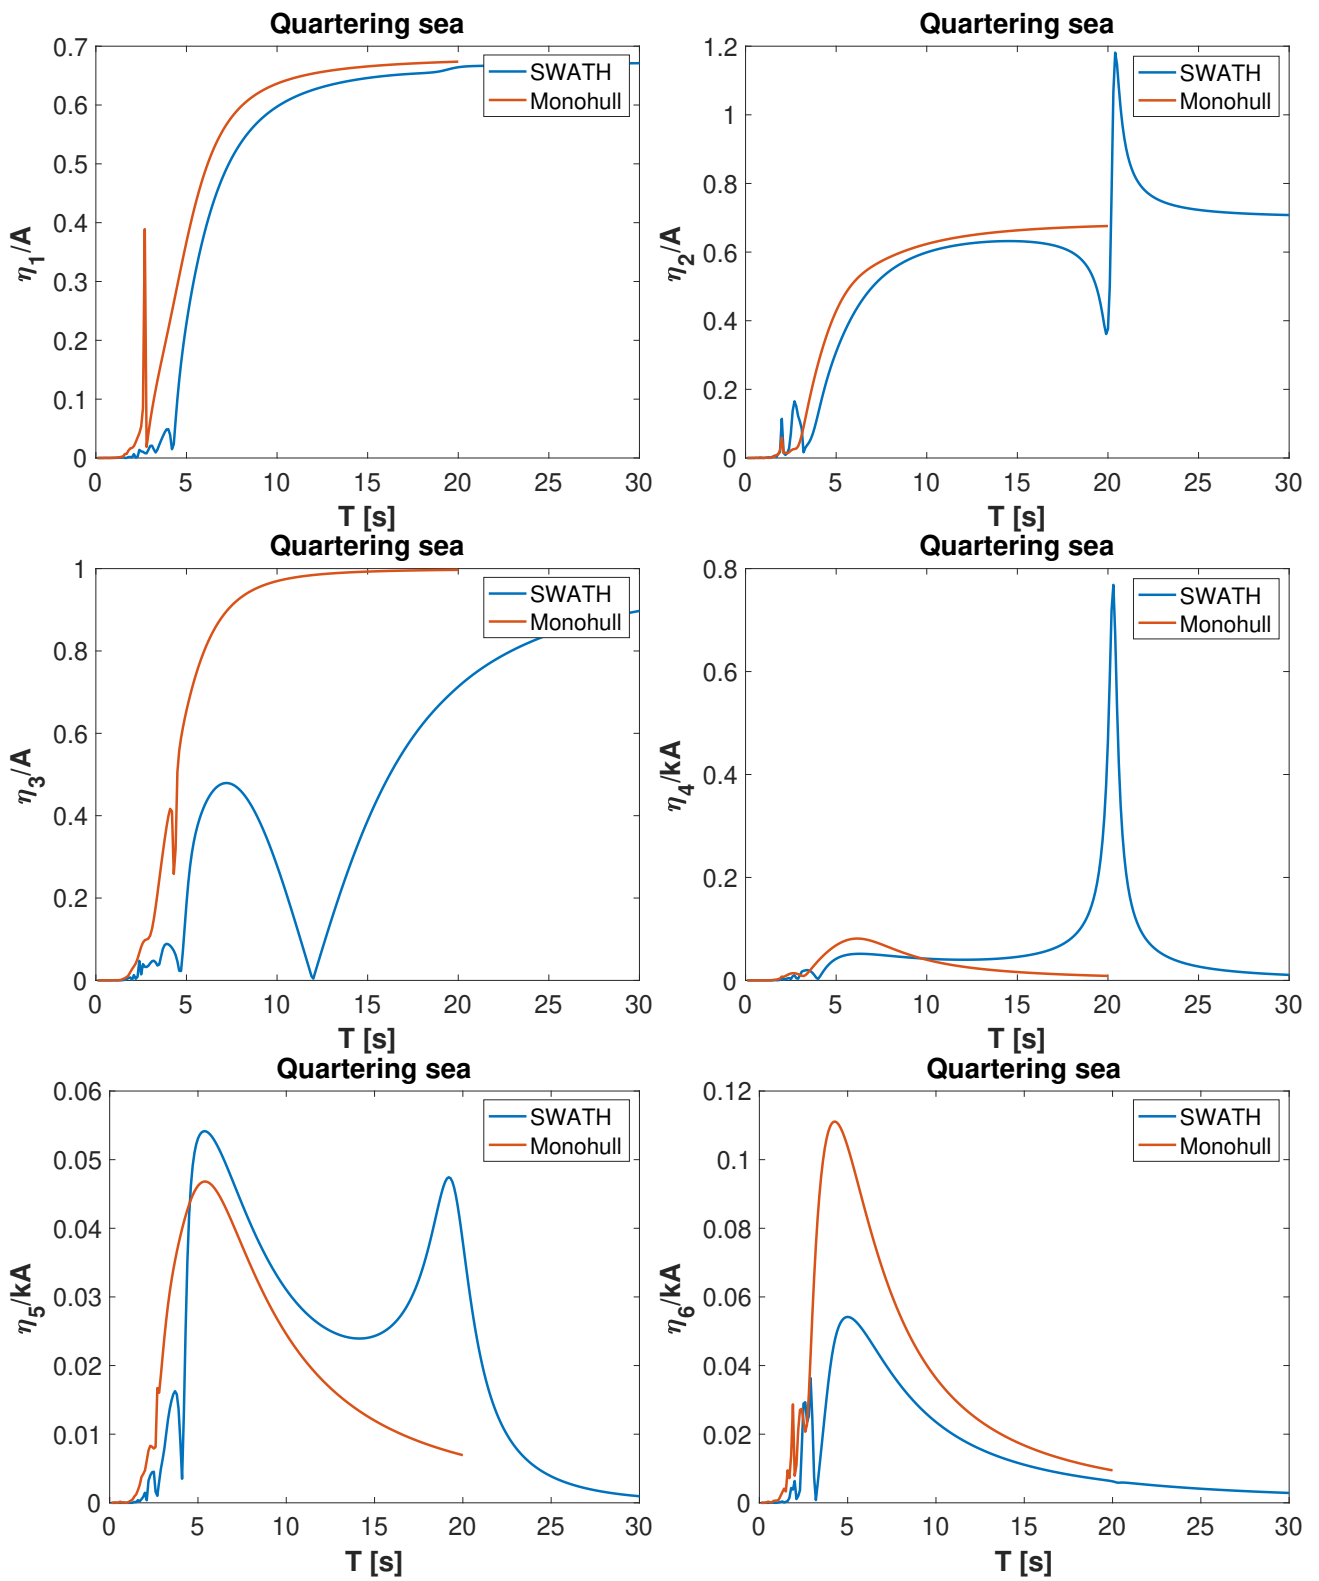 Quartering sea
0.7
0.6
0.5
0.4
0.3
0.2
0.1
0
η1/A
SWATH
Monohull
0 5 10 15 20 25 30
T [s]
Quartering sea
1.2
1
0.8
0.6
0.4
0.2
0
η2/A
SWATH
Monohull
0 5 10 15 20 25 30
T [s]
Quartering sea
1
0.8
0.6
0.4
0.2
0
η3/A
SWATH
Monohull
0 5 10 15 20 25 30
T [s]
Quartering sea
0.8
0.6
0.4
0.2
0
η4/kA
SWATH
Monohull
0 5 10 15 20 25 30
T [s]
Quartering sea
0.06
0.05
0.04
0.03
0.02
0.01
0
η5/kA
SWATH
Monohull
0 5 10 15 20 25 30
T [s]
Quartering sea
0.12
0.1
0.08
0.06
0.04
0.02
0
η6/kA
SWATH
Monohull
0 5 10 15 20 25 30
T [s]